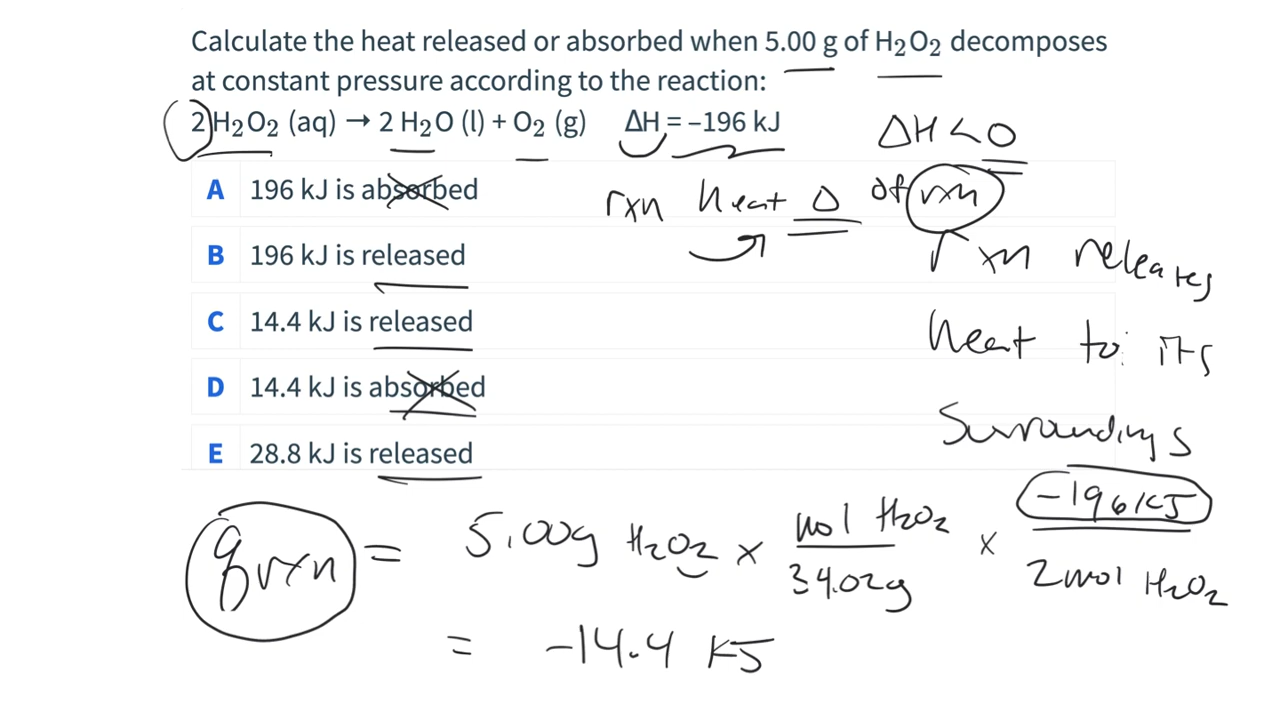 Calculate the heat released or absorbed when 5.00 g of H₂O₂ decomposes
at constant pressure according to the reaction:
2 H₂O₂ (aq) → 2 H₂O (l) + O₂ (g) ΔH = –196 kJ
ΔH < O
A 196 kJ is absorbed
rxn heat Δ of rxn
B 196 kJ is released
rxn releases
C 14.4 kJ is released
heat to its
D 14.4 kJ is absorbed
surroundings
E 28.8 kJ is released
qrxn = 5.00g H₂O₂ × mol H₂O₂ / 34.02g × -196 KJ / 2 mol H₂O₂
= -14.4 KJ